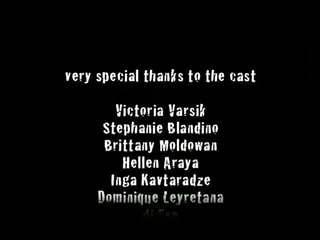 very special thanks to the cast
Victoria Varsik
Stephanie Blandino
Brittany Moldowan
Hellen Araya
Inga Kavtaradze
Dominique Leyretana